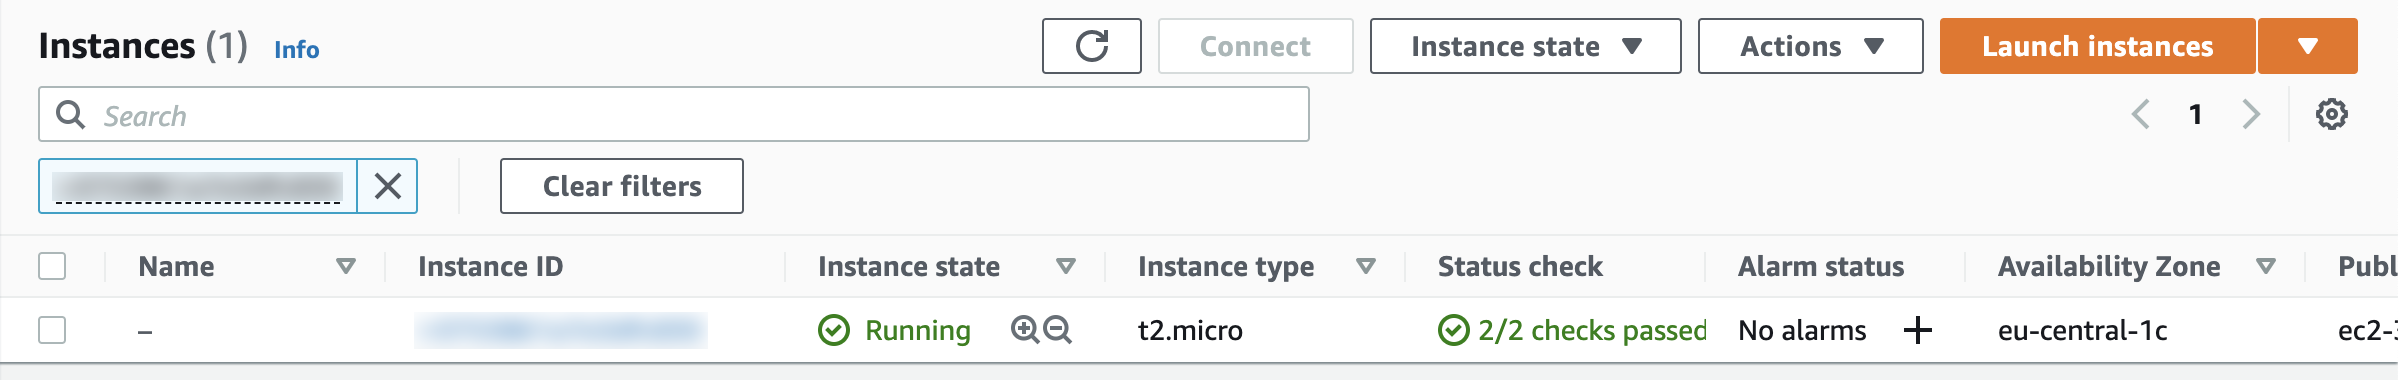 Instances (1) Info Connect Instance state Actions Launch instances
Search 1
Clear filters
Name Instance ID Instance state Instance type Status check Alarm status Availability Zone Publ
– Running t2.micro 2/2 checks passed No alarms + eu-central-1c ec2-3